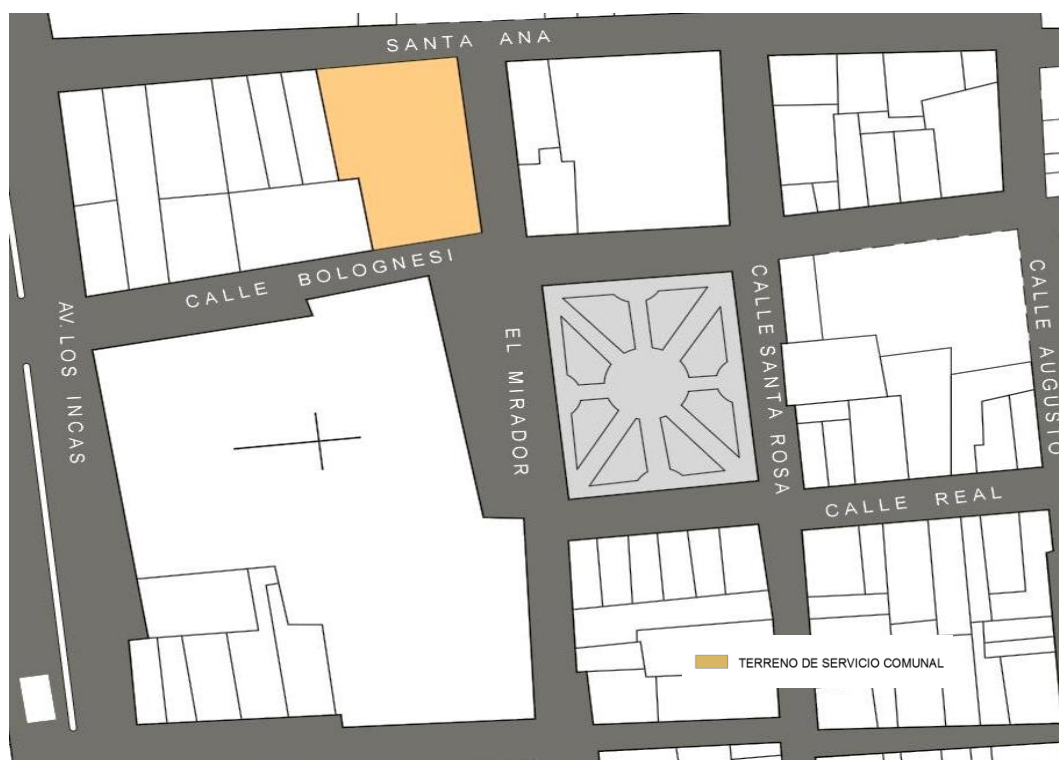 SANTA ANA
CALLE BOLOGNESI
AV. LOS INCAS
EL MIRADOR
CALLE SANTA ROSA
CALLE AUGUSTO
CALLE REAL
TERRENO DE SERVICIO COMUNAL